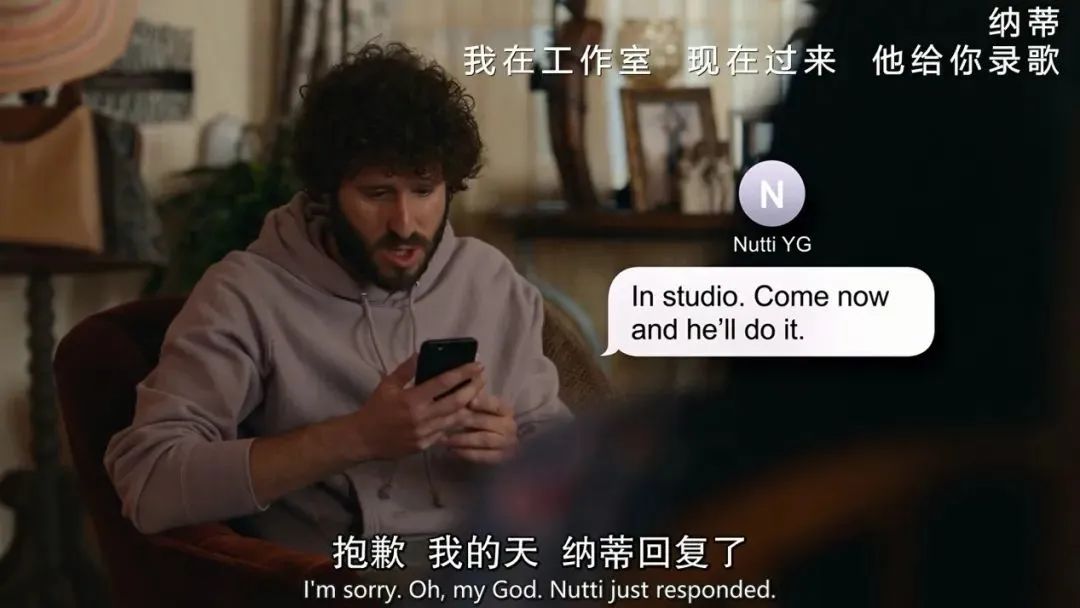 纳蒂
我在工作室 现在过来 他给你录歌
N
Nutti YG
In studio. Come now
and he'll do it.
抱歉 我的天 纳蒂回复了
I'm sorry. Oh, my God. Nutti just responded.